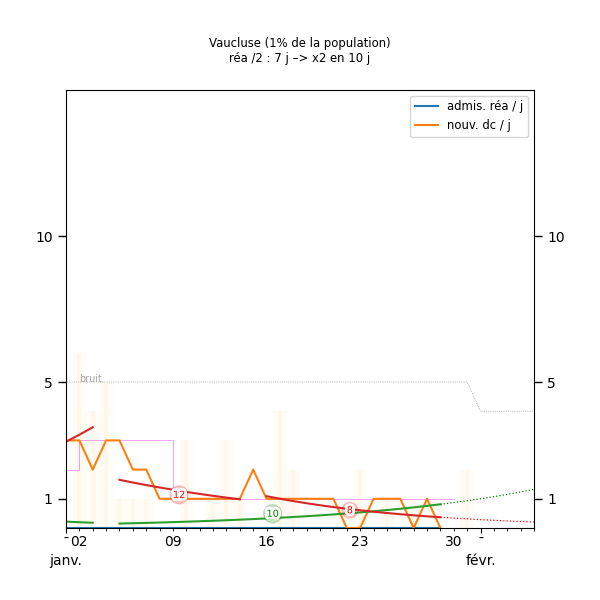 Vaucluse (1% de la population)
réa /2 : 7 j –> x2 en 10 j
admis. réa / j
nouv. dc / j
10 10
bruit
5 5
12
10
8
1 1
- 02 09 16 23 30 -
janv. févr.